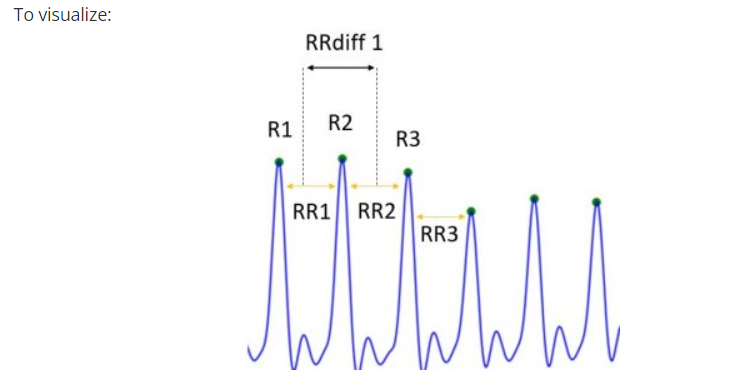 To visualize:
RRdiff 1
R1
R2
R3
RR1
RR2
RR3